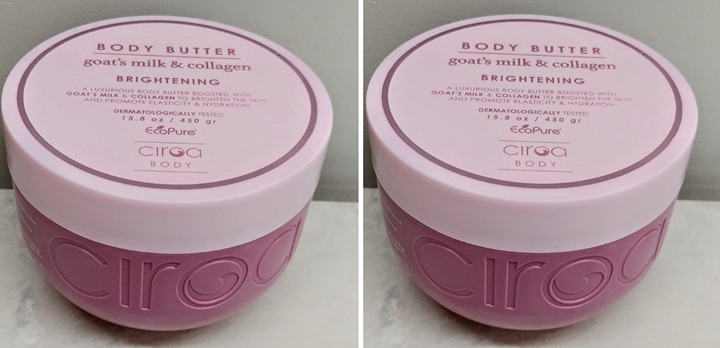 BODY BUTTER
goat's milk & collagen
BRIGHTENING
A LUXURIOUS BODY BUTTER BOOSTED WITH
GOAT'S MILK & COLLAGEN TO BRIGHTEN THE SKIN
AND PROMOTE ELASTICITY & HYDRATION.
DERMATOLOGICALLY TESTED
15.8 oz / 450 gr
EcoPure
ciroa
BODY
ciroa
BODY BUTTER
goat's milk & collagen
BRIGHTENING
A LUXURIOUS BODY BUTTER BOOSTED WITH
GOAT'S MILK & COLLAGEN TO BRIGHTEN THE SKIN
AND PROMOTE ELASTICITY & HYDRATION.
DERMATOLOGICALLY TESTED
15.8 oz / 450 gr
EcoPure
ciroa
BODY
ciroa